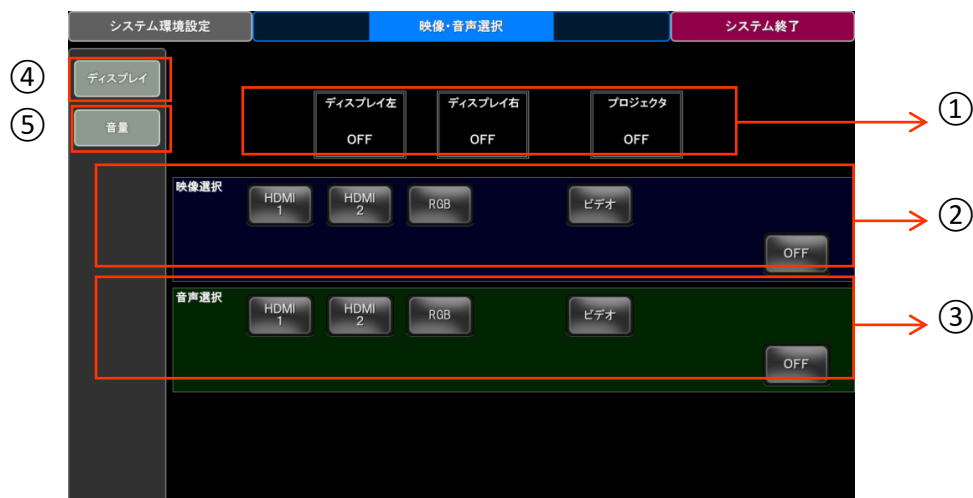 システム環境設定
映像・音声選択
システム終了
④
ディスプレイ
①
ディスプレイ左
ディスプレイ右
プロジェクタ
⑤
音量
OFF
OFF
OFF
映像選択
HDMI
1
HDMI
2
RGB
ビデオ
②
OFF
音声選択
HDMI
1
HDMI
2
RGB
ビデオ
③
OFF